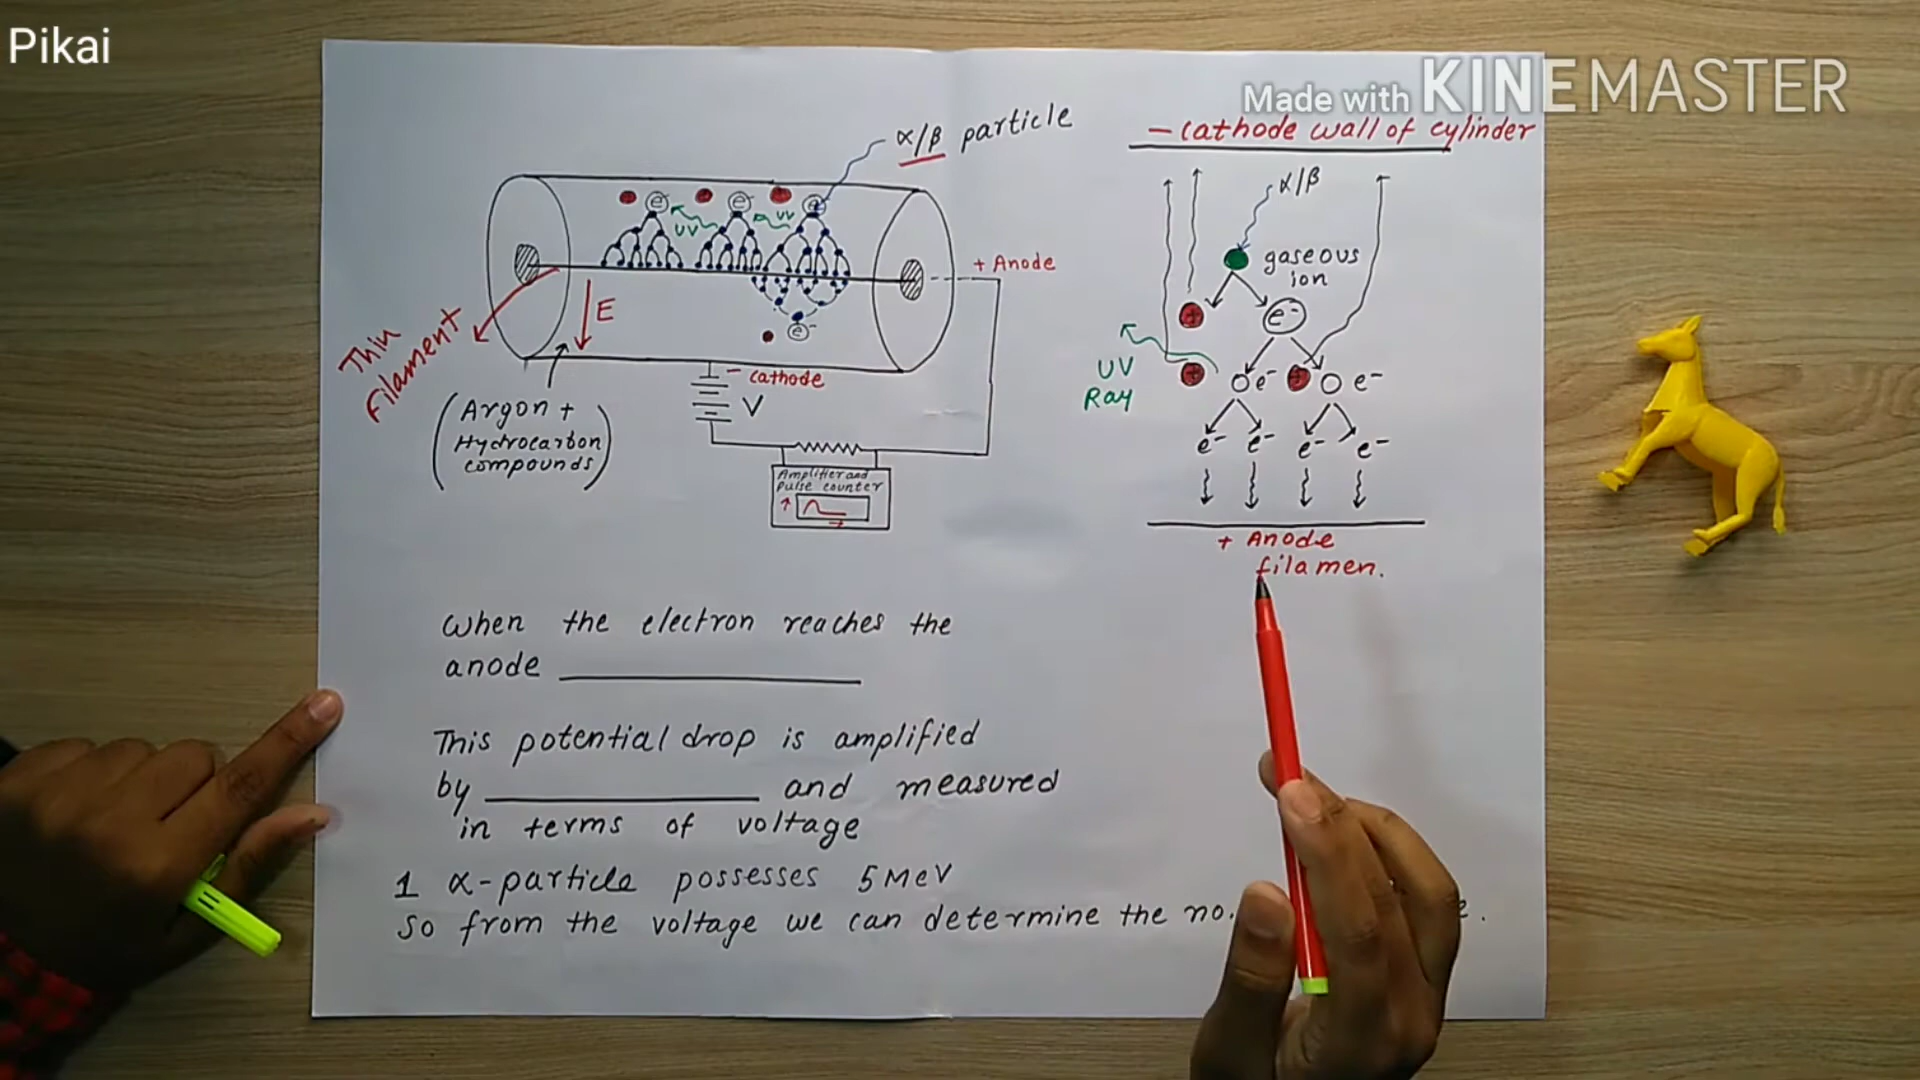 Pikai
Made with KINEMASTER
α/β particle
- cathode wall of cylinder
α/β
e⁻ e⁻ e⁻
UV UV
gaseous
ion
+ Anode
E
e⁻
e⁻
Thin
Filament
UV
Ray
- cathode
e⁻ e⁻
V
(Argon +
Hydrocarbon
compounds)
e⁻ e⁻ e⁻ e⁻
Amplifier and
Pulse counter
+ Anode
filamen.
When the electron reaches the
anode
This potential drop is amplified
by and measured
in terms of voltage
1 α-particle possesses 5 MeV
So from the voltage we can determine the no.